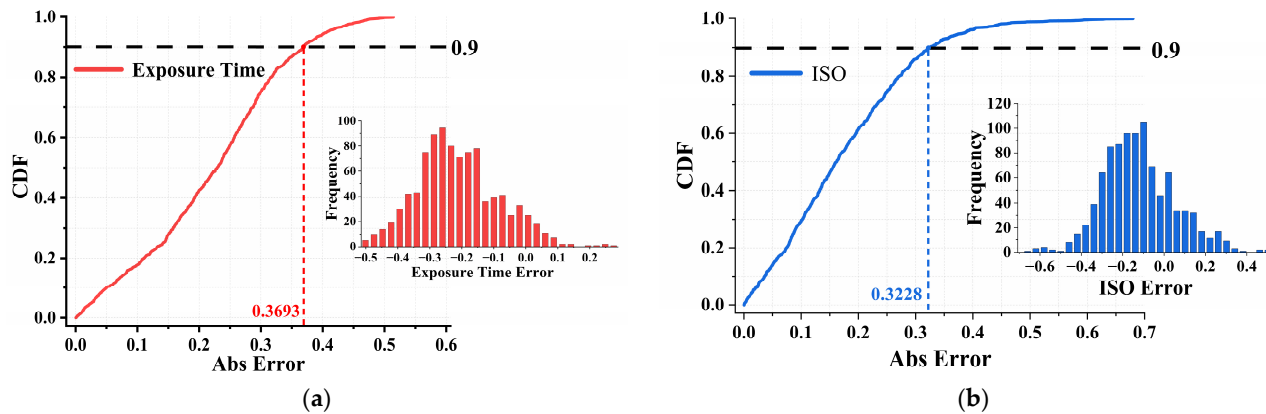 1.0
0.8
0.6
0.4
0.2
0.0
CDF
0.9
Exposure Time
0.3693
0.0 0.1 0.2 0.3 0.4 0.5 0.6
Abs Error
100
80
60
40
20
0
Frequency
−0.5 −0.4 −0.3 −0.2 −0.1 0.0 0.1 0.2
Exposure Time Error
(a)
1.0
0.8
0.6
0.4
0.2
0.0
CDF
0.9
ISO
0.3228
0.0 0.1 0.2 0.3 0.4 0.5 0.6 0.7
Abs Error
120
100
80
60
40
20
0
Frequency
−0.6 −0.4 −0.2 0.0 0.2 0.4
ISO Error
(b)